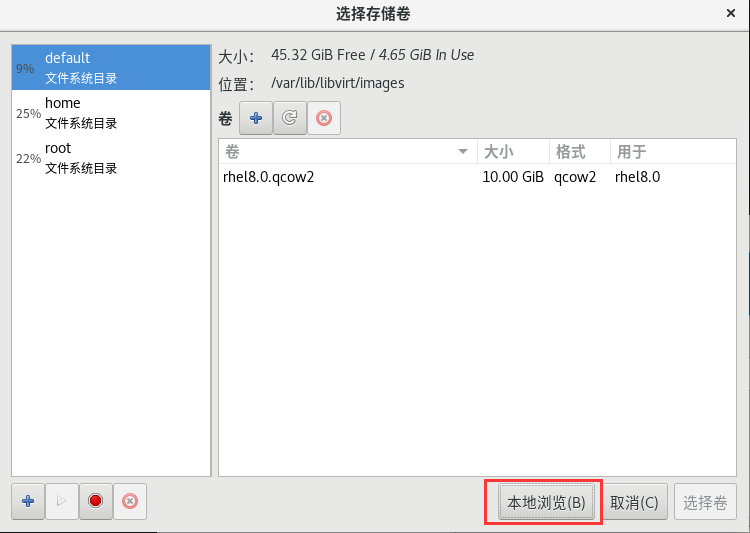 选择存储卷
9%
default
文件系统目录
25%
home
文件系统目录
22%
root
文件系统目录
大小: 45.32 GiB Free / 4.65 GiB In Use
位置: /var/lib/libvirt/images
卷
卷 大小 格式 用于
rhel8.0.qcow2 10.00 GiB qcow2 rhel8.0
本地浏览(B) 取消(C) 选择卷